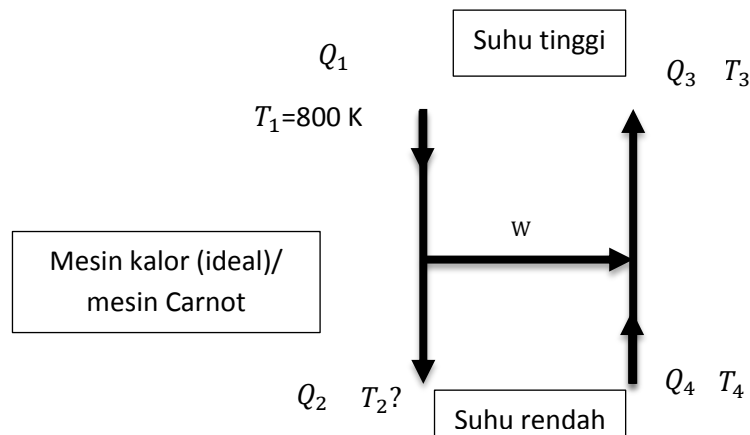 Suhu tinggi
Q₁
Q₃ T₃
T₁=800 K
W
Mesin kalor (ideal)/
mesin Carnot
Q₂ T₂?
Q₄ T₄
Suhu rendah